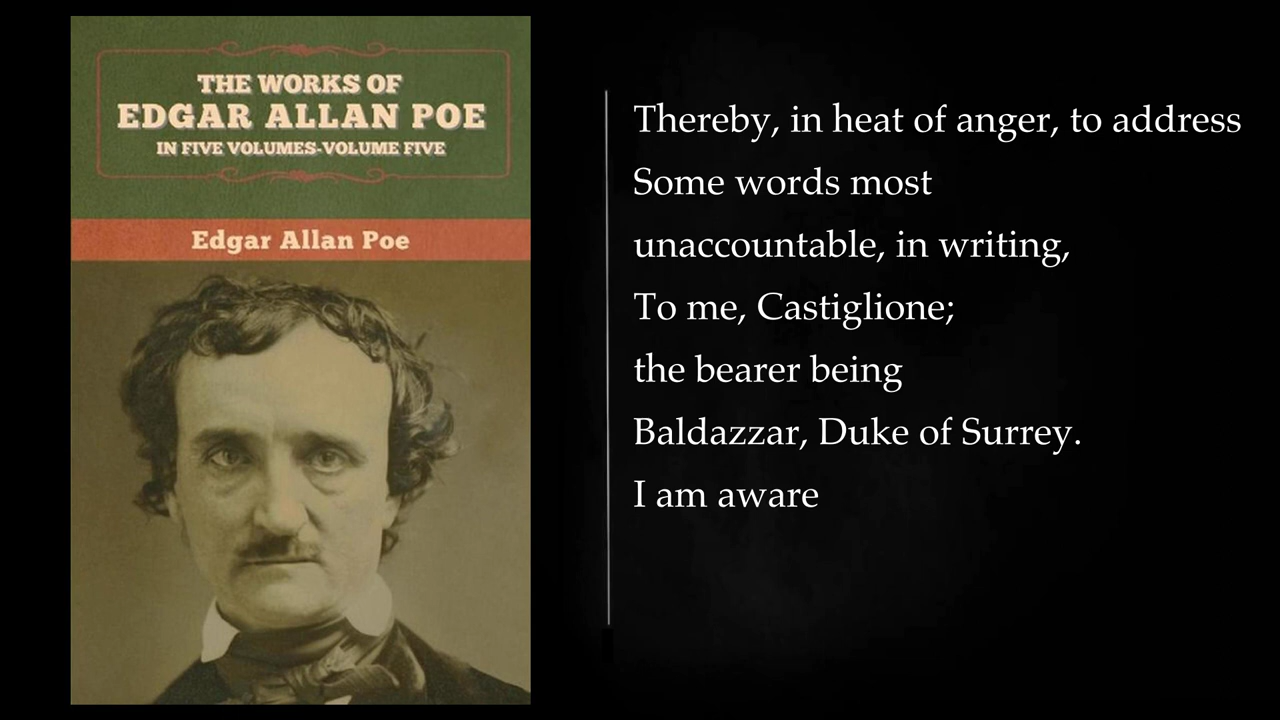 THE WORKS OF
EDGAR ALLAN POE
IN FIVE VOLUMES-VOLUME FIVE
Edgar Allan Poe
Thereby, in heat of anger, to address
Some words most
unaccountable, in writing,
To me, Castiglione;
the bearer being
Baldazzar, Duke of Surrey.
I am aware